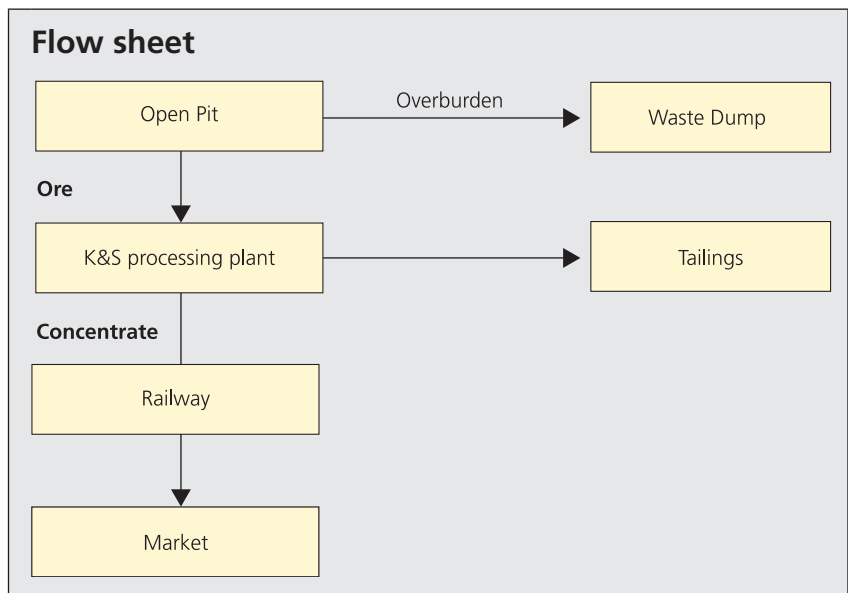 Flow sheet
Open Pit
Overburden
Waste Dump
Ore
K&S processing plant
Tailings
Concentrate
Railway
Market